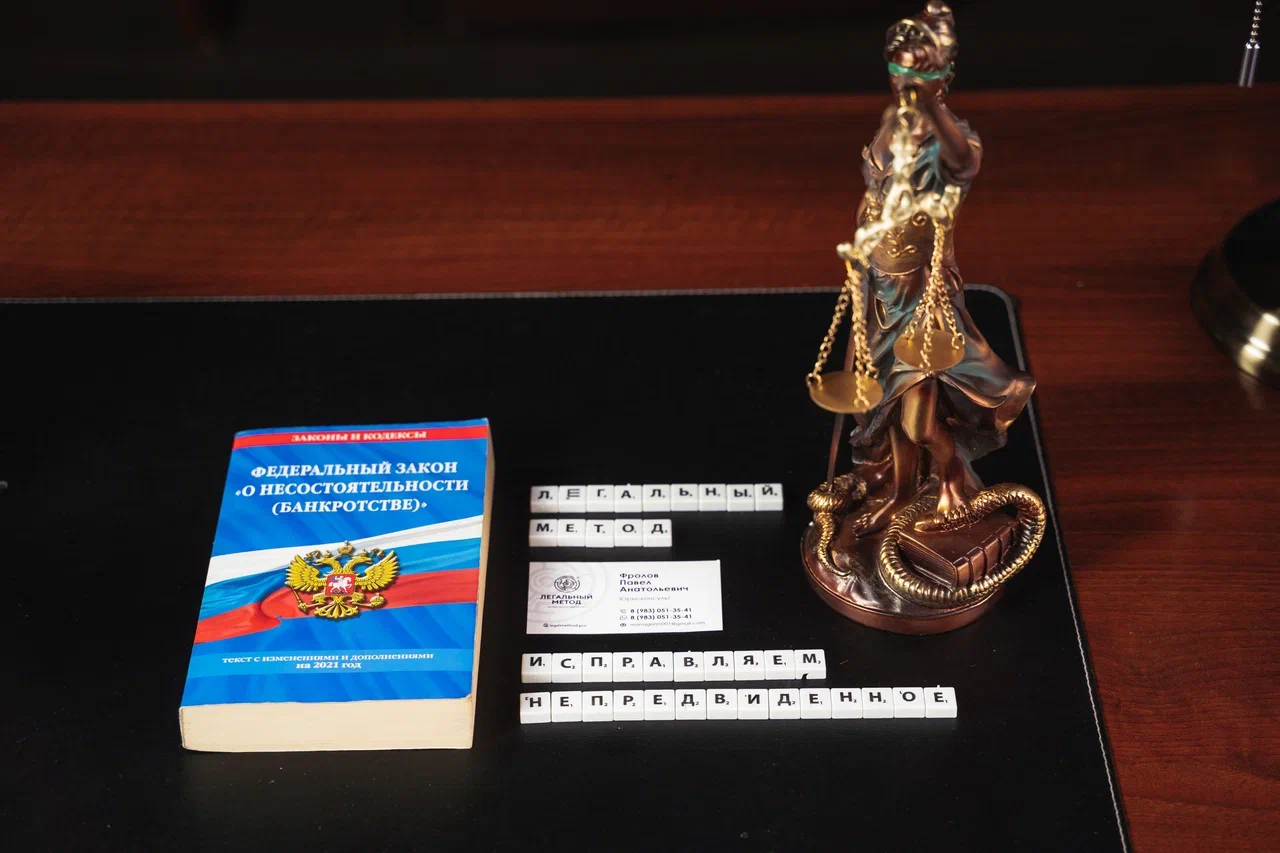 ЗАКОНЫ И КОДЕКСЫ
ФЕДЕРАЛЬНЫЙ ЗАКОН
«О НЕСОСТОЯТЕЛЬНОСТИ
(БАНКРОТСТВЕ)»
ТЕКСТ С ИЗМЕНЕНИЯМИ И ДОПОЛНЕНИЯМИ
на 2021 год
ЛЕГАЛЬНЫЙ
МЕТОД
ЛЕГАЛЬНЫЙ
МЕТОД
Фролов
Павел
Анатольевич
Юрисконсульт
8 (983) 051-35-41
8 (983) 051-35-41
ИСПРАВЛЯЕМ
НЕПРЕДВИДЕННОЕ